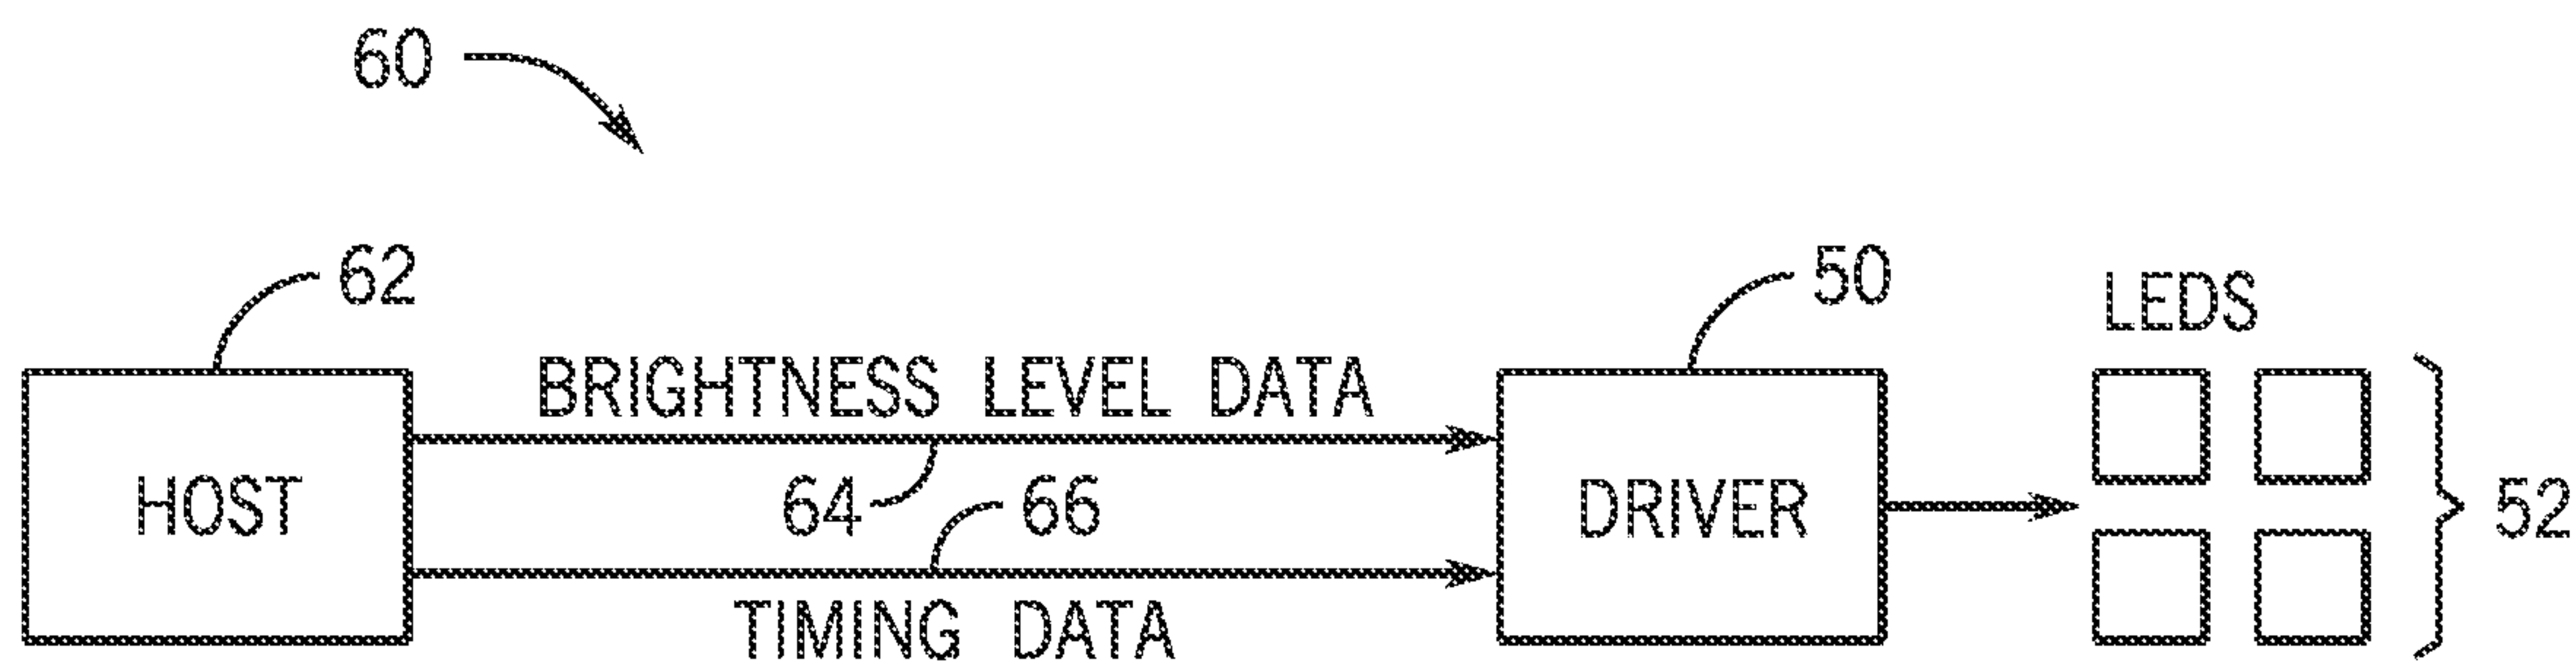 60
62
50
LEDS
BRIGHTNESS LEVEL DATA
HOST
64
66
DRIVER
52
TIMING DATA